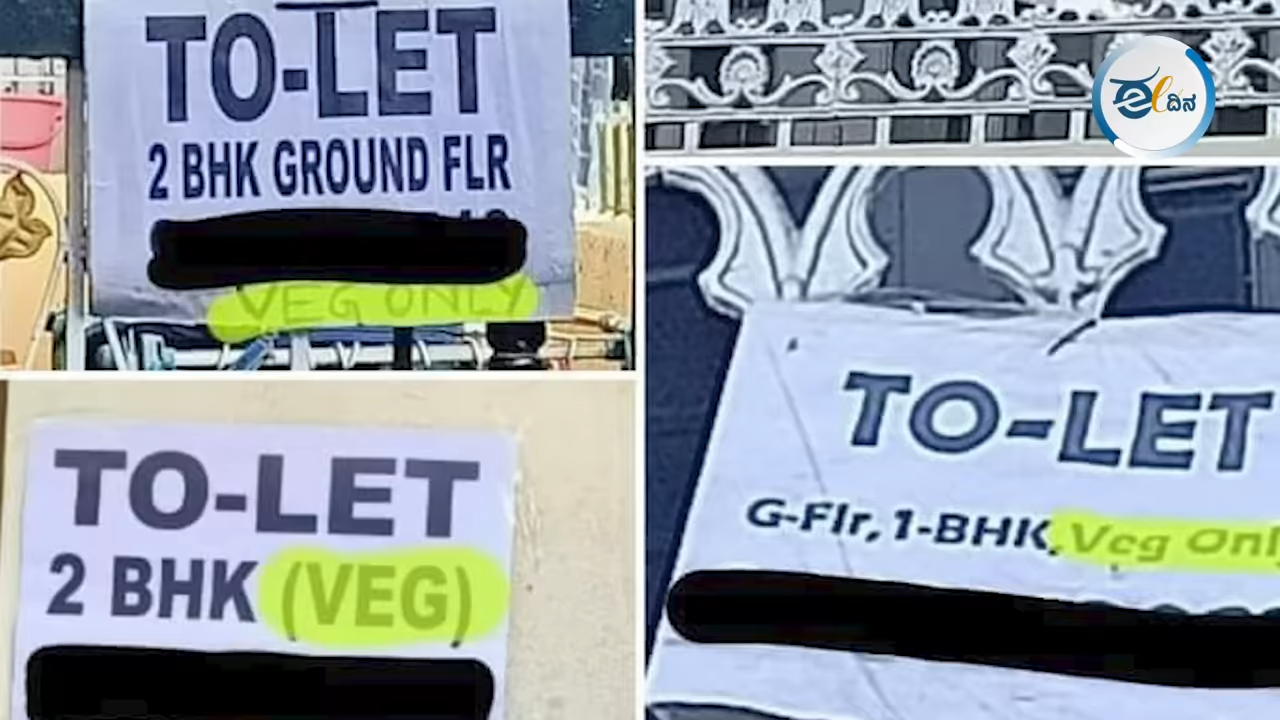 TO-LET
2 BHK GROUND FLR
VEG ONLY
TO-LET
2 BHK (VEG)
ಈ ದಿನ
TO-LET
G-Flr, 1-BHK, Veg Onl